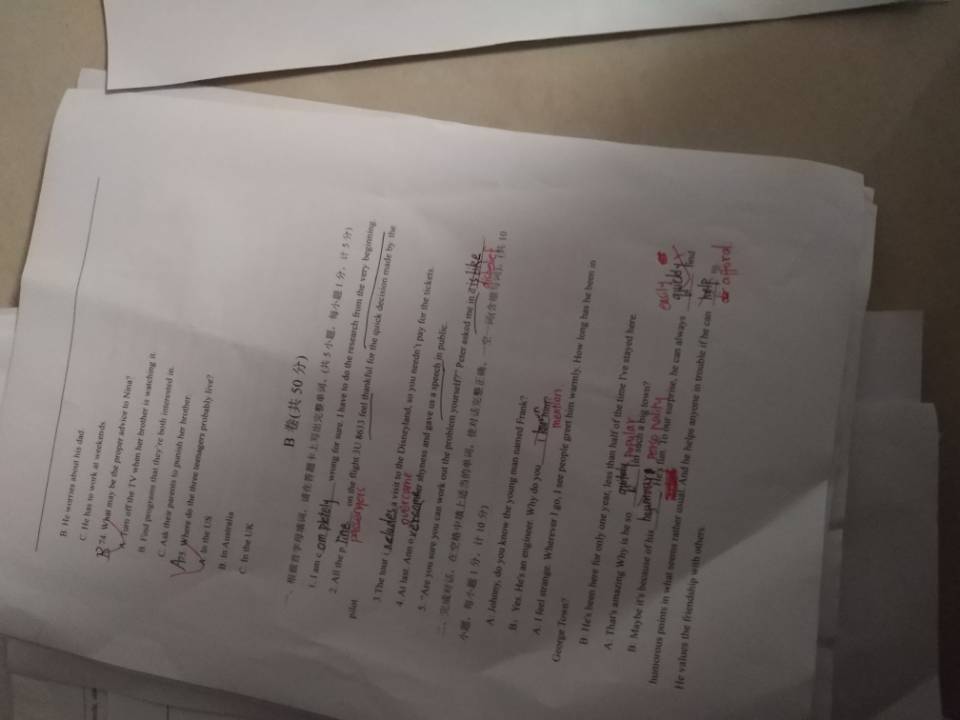 B. He worries about his dad.
C. He has to work at weekends.
B 74. What may be the proper advice to Nina?
A. Turn off the TV when her brother is watching it.
B. Find programs that they're both interested in.
C. Ask their parents to punish her brother.
A 75. Where do the three teenagers probably live?
A. In the US
B. In Australia
C. In the UK
B 卷(共 50 分)
一、根据首字母填词，请在答题卡上写出完整单词。(共 5 小题，每小题 1 分，计 5 分)
1. I am c ompletely wrong for sure. I have to do the research from the very beginning.
2. All the p line on the flight 3U 8633 feel thankful for the quick decision made by the
passengers
pilot.
3. The tour i ncludes a visit to the Disneyland, so you needn't pay for the tickets.
overcame
4. At last, Ann o vercome her shyness and gave us a speech in public.
5. "Are you sure you can work out the problem yourself?" Peter asked me in d islike
disbelief
二、完成对话，在空格中填上适当的单词，使对话完整正确。一空一词(含缩写词)。(共 10
小题，每小题 1 分，计 10 分)
A: Johnny, do you know the young man named Frank?
B: Yes. He's an engineer. Why do you
mention
A: I feel strange. Wherever I go, I see people greet him warmly. How long has he been in
George Town?
B: He's been here for only one year, less than half of the time I've stayed here.
A: That's amazing. Why is he so popular in such a big town?
B: Maybe it's because of his humours personality He's fun. To our surprise, he can always quickly easily find
humorous points in what seems rather usual. And he helps anyone in trouble if he can help to
afford
He values the friendship with others.